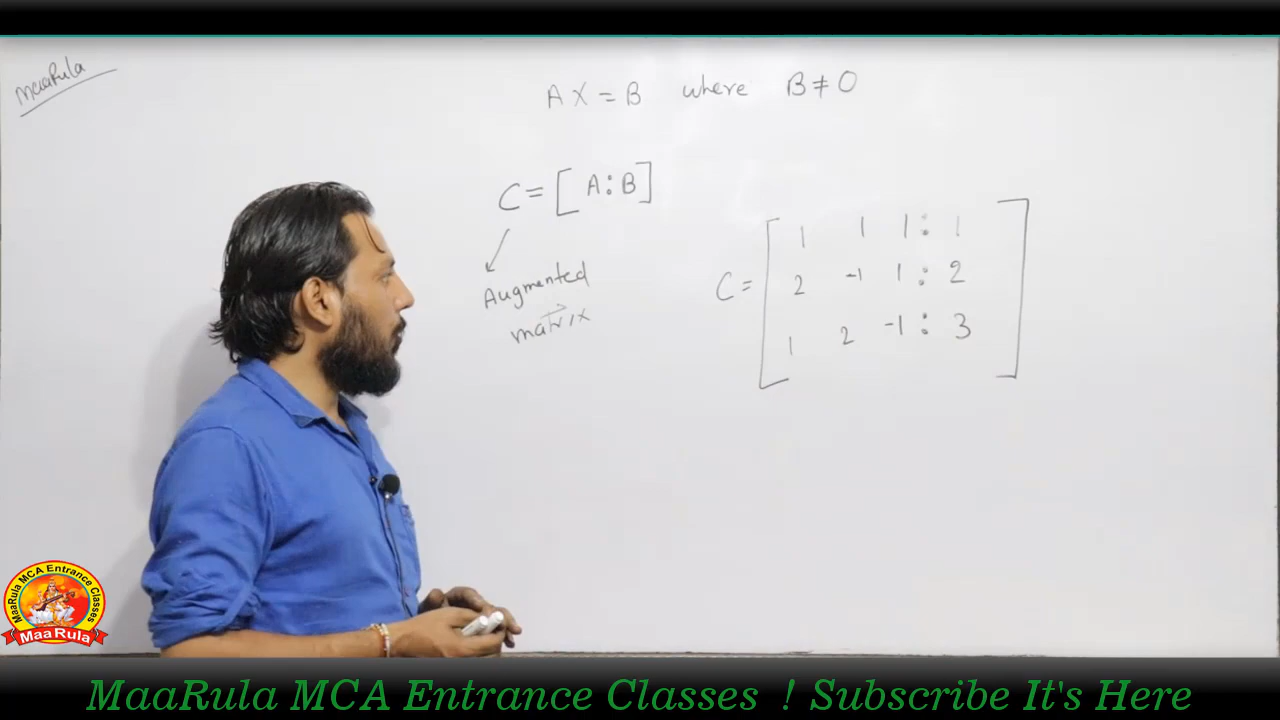 MaaRula
AX = B where B ≠ 0
C = [ A : B ]
Augmented
matrix
C = [ 1 1 1 : 1
2 -1 1 : 2
1 2 -1 : 3 ]
MaaRula MCA Entrance Classes
MaaRula
MaaRula MCA Entrance Classes ! Subscribe It's Here